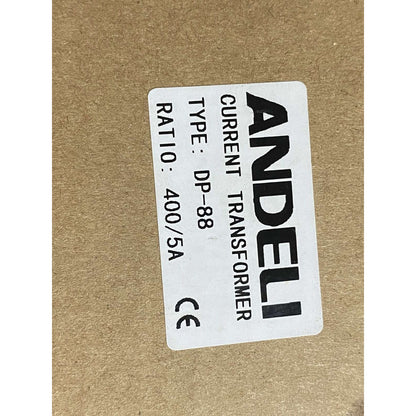 ANDELI
CURRENT TRANSFORMER
TYPE: DP-88
RATIO: 400/5A
CE